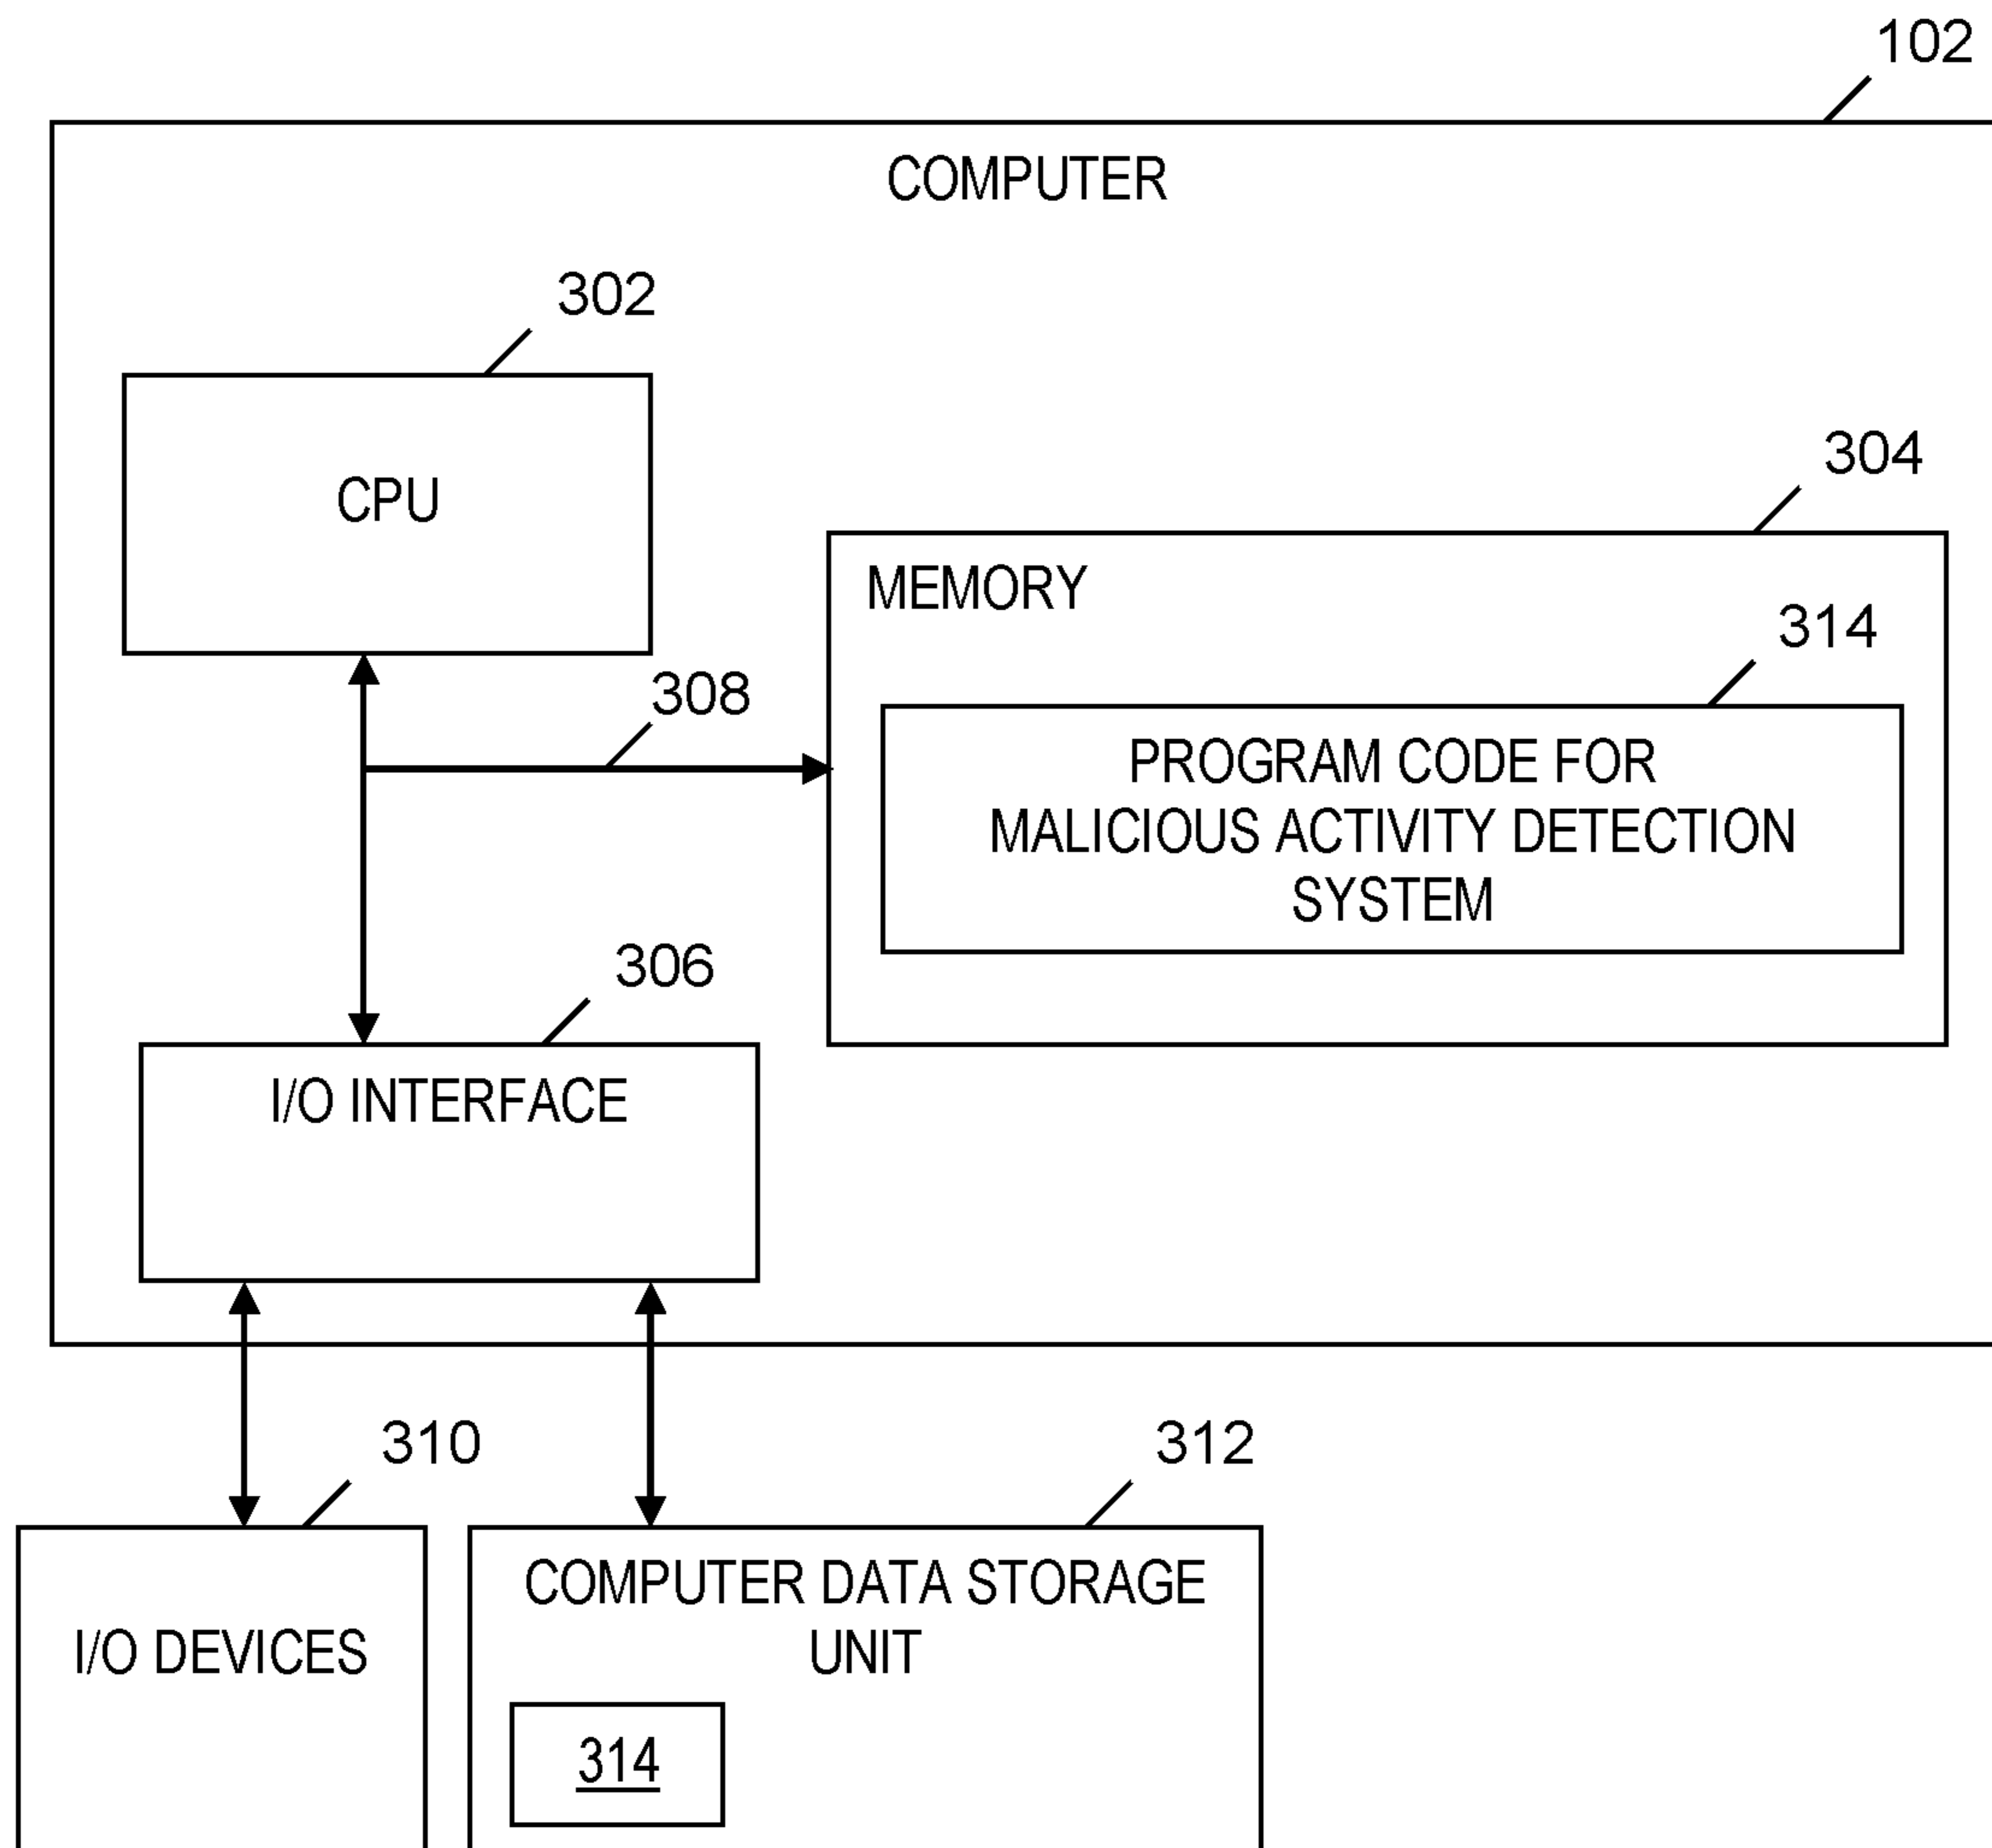 102
COMPUTER
302
CPU
304
MEMORY
314
308
PROGRAM CODE FOR
MALICIOUS ACTIVITY DETECTION
SYSTEM
306
I/O INTERFACE
310
312
I/O DEVICES
COMPUTER DATA STORAGE
UNIT
314